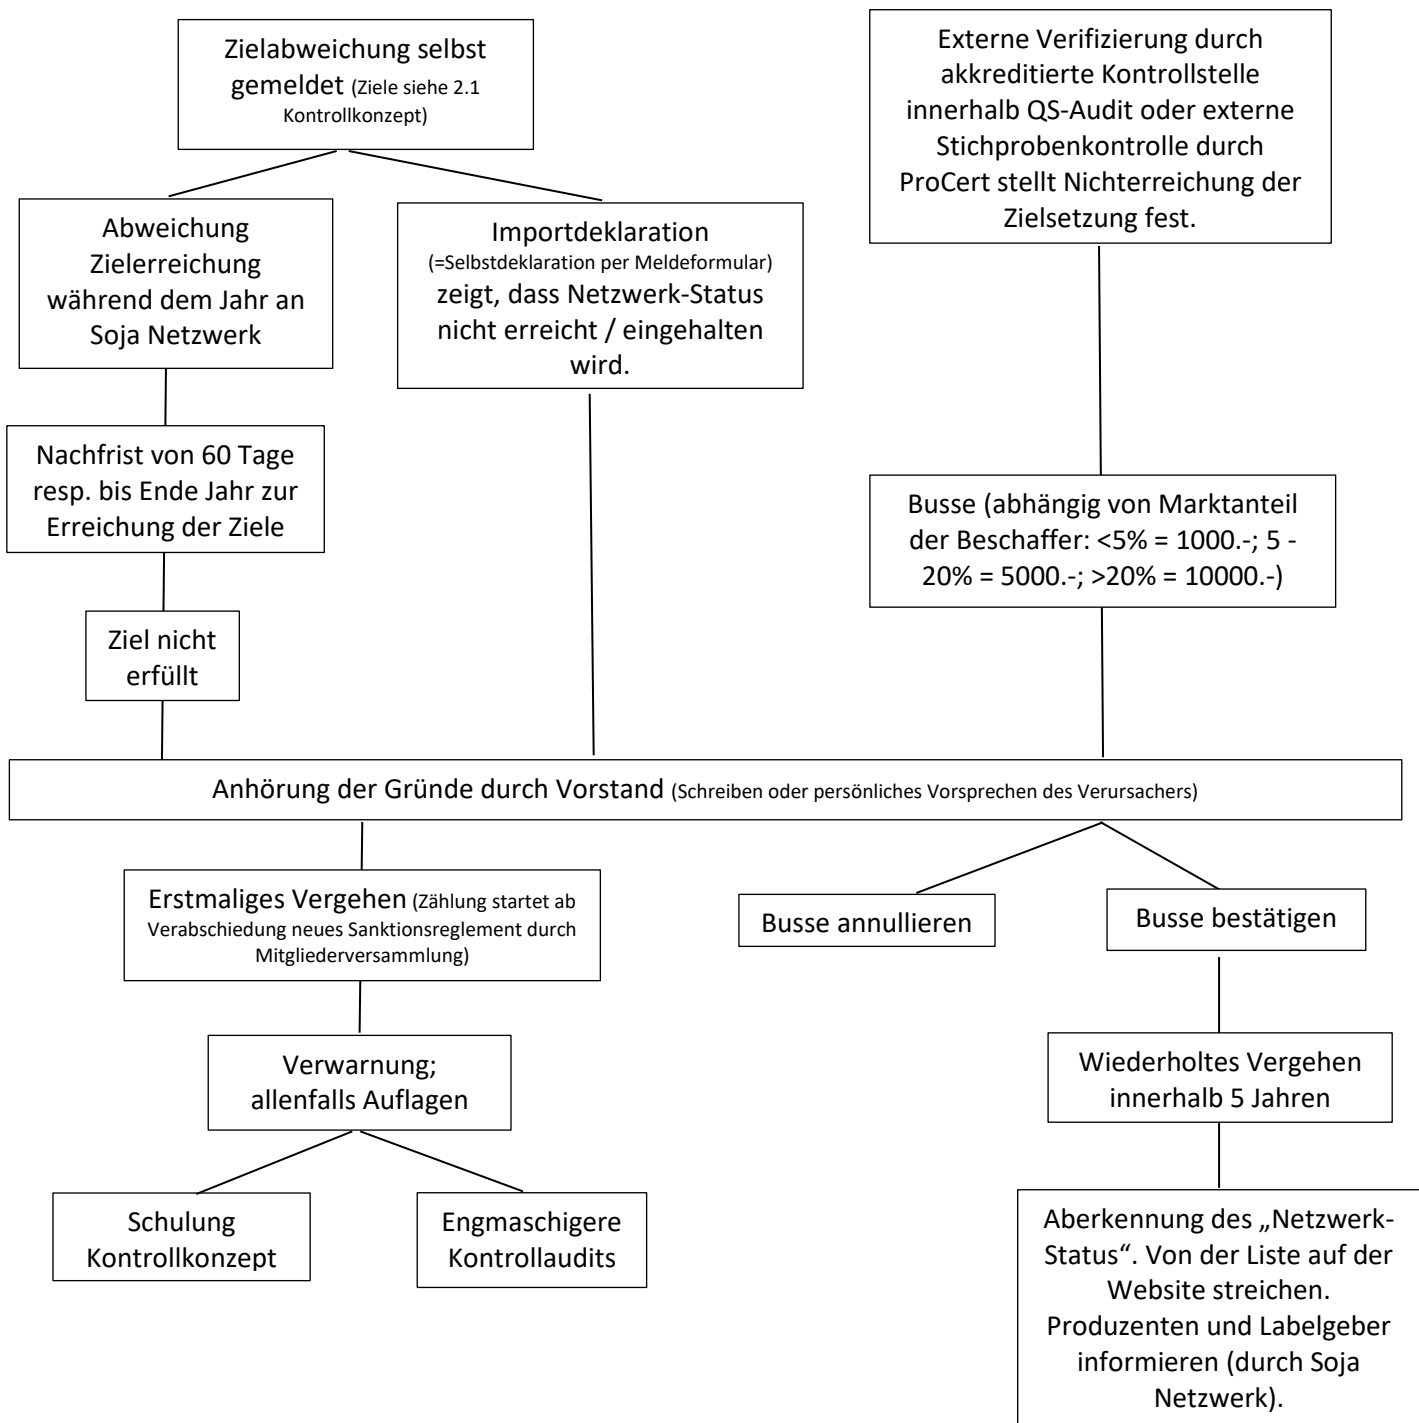 Zielabweichung selbst
gemeldet (Ziele siehe 2.1
Kontrollkonzept)
Externe Verifizierung durch
akkreditierte Kontrollstelle
innerhalb QS-Audit oder externe
Stichprobenkontrolle durch
ProCert stellt Nichterreichung der
Zielsetzung fest.
Abweichung
Zielerreichung
während dem Jahr an
Soja Netzwerk
Importdeklaration
(=Selbstdeklaration per Meldeformular)
zeigt, dass Netzwerk-Status
nicht erreicht / eingehalten
wird.
Nachfrist von 60 Tage
resp. bis Ende Jahr zur
Erreichung der Ziele
Busse (abhängig von Marktanteil
der Beschaffer: <5% = 1000.-; 5 -
20% = 5000.-; >20% = 10000.-)
Ziel nicht
erfüllt
Anhörung der Gründe durch Vorstand (Schreiben oder persönliches Vorsprechen des Verursachers)
Erstmaliges Vergehen (Zählung startet ab
Verabschiedung neues Sanktionsreglement durch
Mitgliederversammlung)
Busse annullieren
Busse bestätigen
Verwarnung;
allenfalls Auflagen
Wiederholtes Vergehen
innerhalb 5 Jahren
Schulung
Kontrollkonzept
Engmaschigere
Kontrollaudits
Aberkennung des „Netzwerk-
Status“. Von der Liste auf der
Website streichen.
Produzenten und Labelgeber
informieren (durch Soja
Netzwerk).